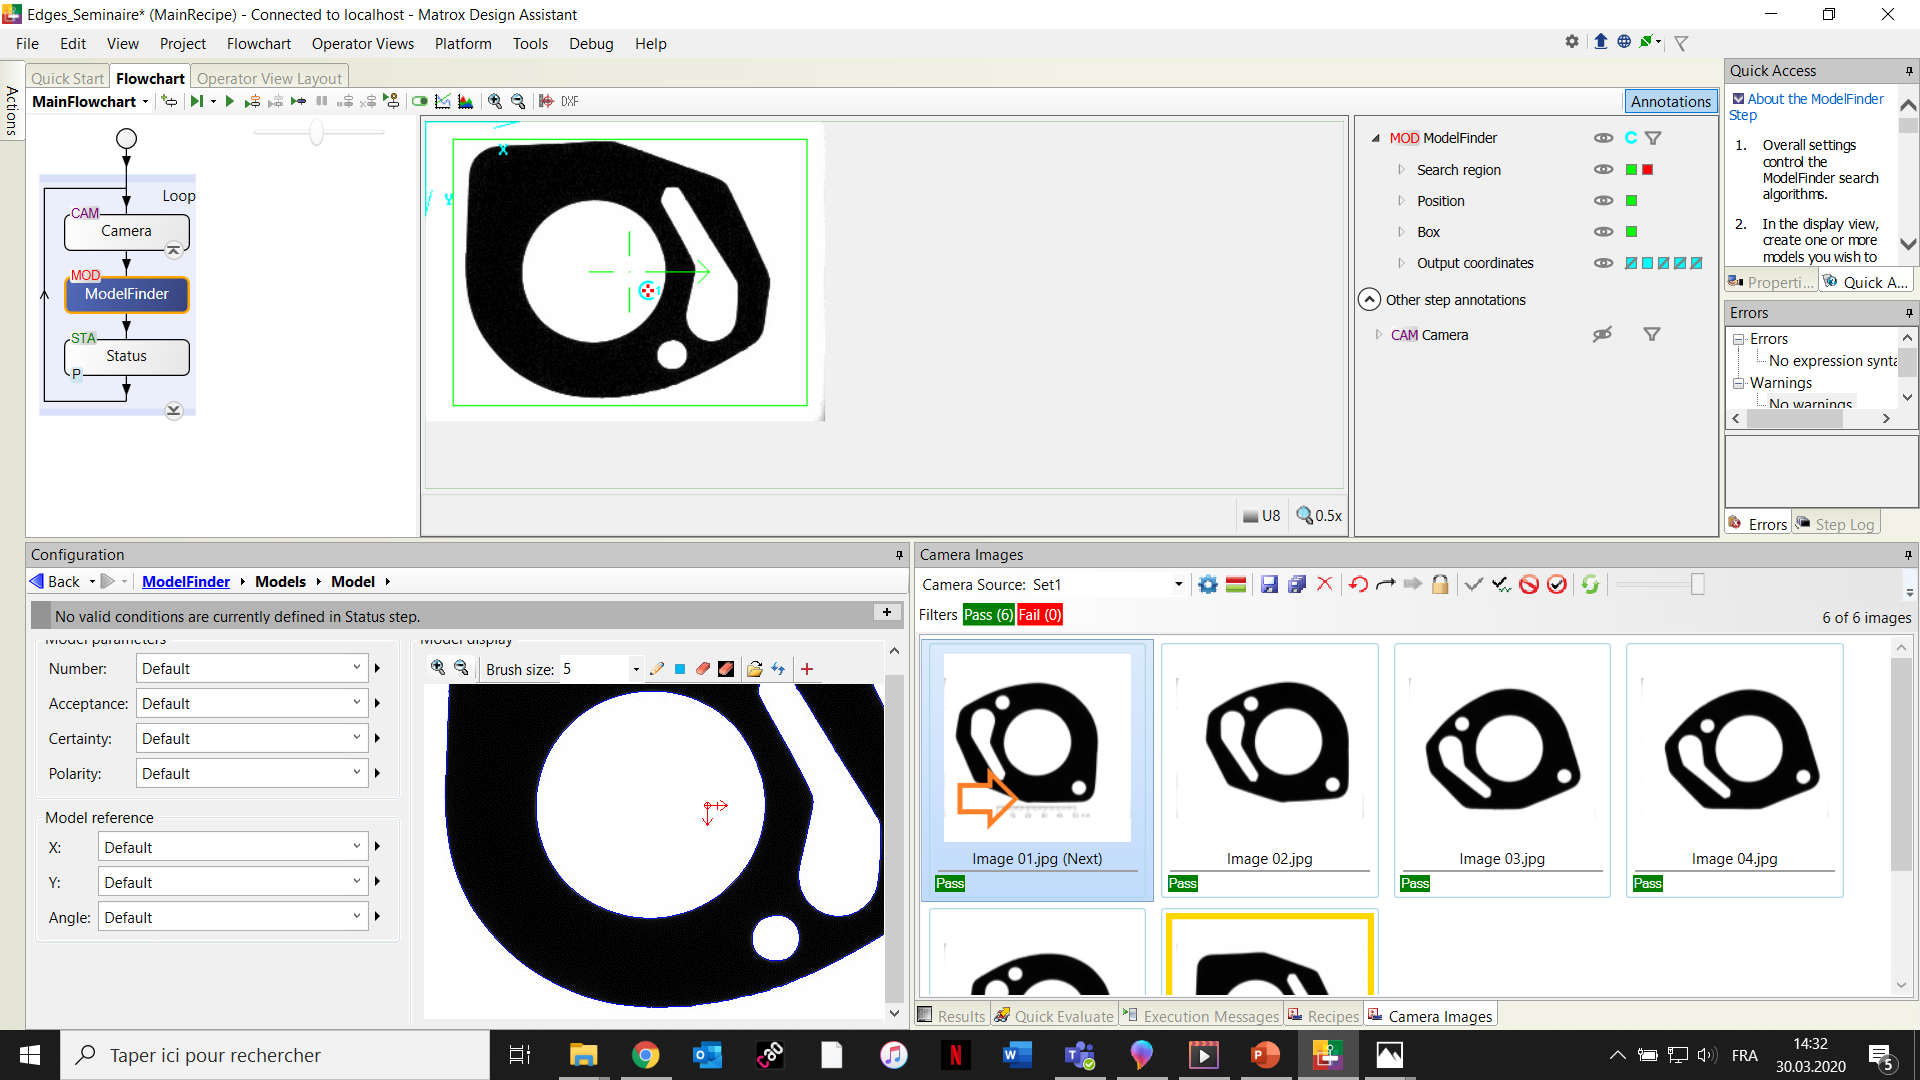 Edges_Seminaire* (MainRecipe) - Connected to localhost - Matrox Design Assistant
File Edit View Project Flowchart Operator Views Platform Tools Debug Help
Quick Start Flowchart Operator View Layout
Actions
MainFlowchart DXF Annotations
Loop
CAM
Camera
MOD
ModelFinder
STA
Status
P
X
Y
U8 0.5x
MOD ModelFinder C
Search region
Position
Box
Output coordinates
Other step annotations
CAM Camera
Quick Access
About the ModelFinder
Step
1. Overall settings
control the
ModelFinder search
algorithms.
2. In the display view,
create one or more
models you wish to
Properti... Quick A...
Errors
Errors
No expression synta
Warnings
No warnings
Errors Step Log
Configuration
Back ModelFinder Models Model
No valid conditions are currently defined in Status step.
Model parameters
Number: Default
Acceptance: Default
Certainty: Default
Polarity: Default
Model reference
X: Default
Y: Default
Angle: Default
Model display
Brush size: 5
Camera Images
Camera Source: Set1
Filters Pass (6) Fail (0)
6 of 6 images
Image 01.jpg (Next)
Pass
Image 02.jpg
Pass
Image 03.jpg
Pass
Image 04.jpg
Pass
Results Quick Evaluate Execution Messages Recipes Camera Images
Taper ici pour rechercher
FRA
14:32
30.03.2020
5